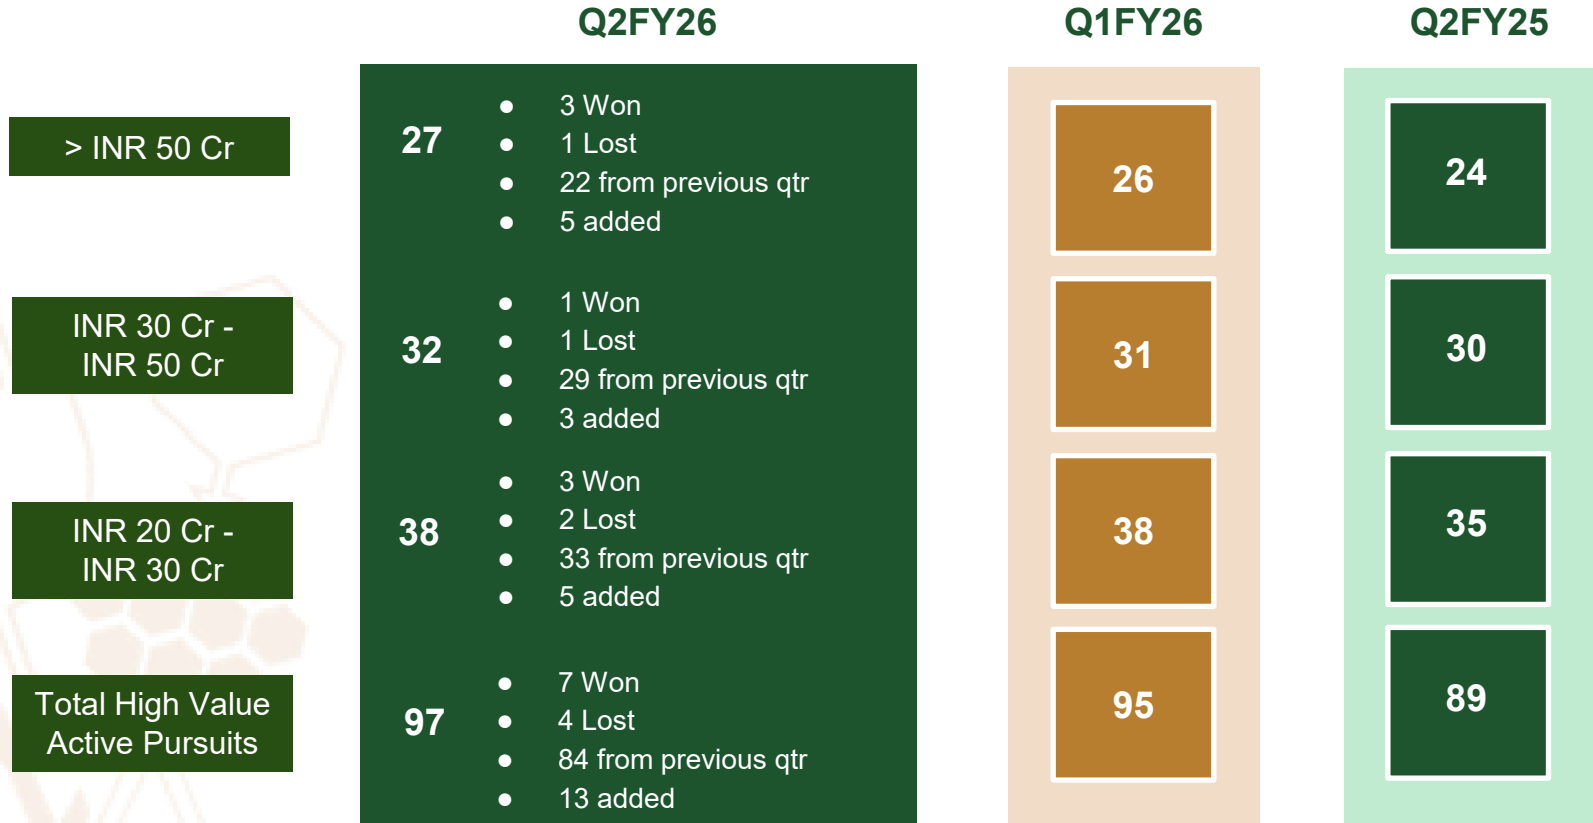 Q2FY26 Q1FY26 Q2FY25
> INR 50 Cr
27
● 3 Won
● 1 Lost
● 22 from previous qtr
● 5 added
26
24
INR 30 Cr -
INR 50 Cr
32
● 1 Won
● 1 Lost
● 29 from previous qtr
● 3 added
31
30
INR 20 Cr -
INR 30 Cr
38
● 3 Won
● 2 Lost
● 33 from previous qtr
● 5 added
38
35
Total High Value
Active Pursuits
97
● 7 Won
● 4 Lost
● 84 from previous qtr
● 13 added
95
89